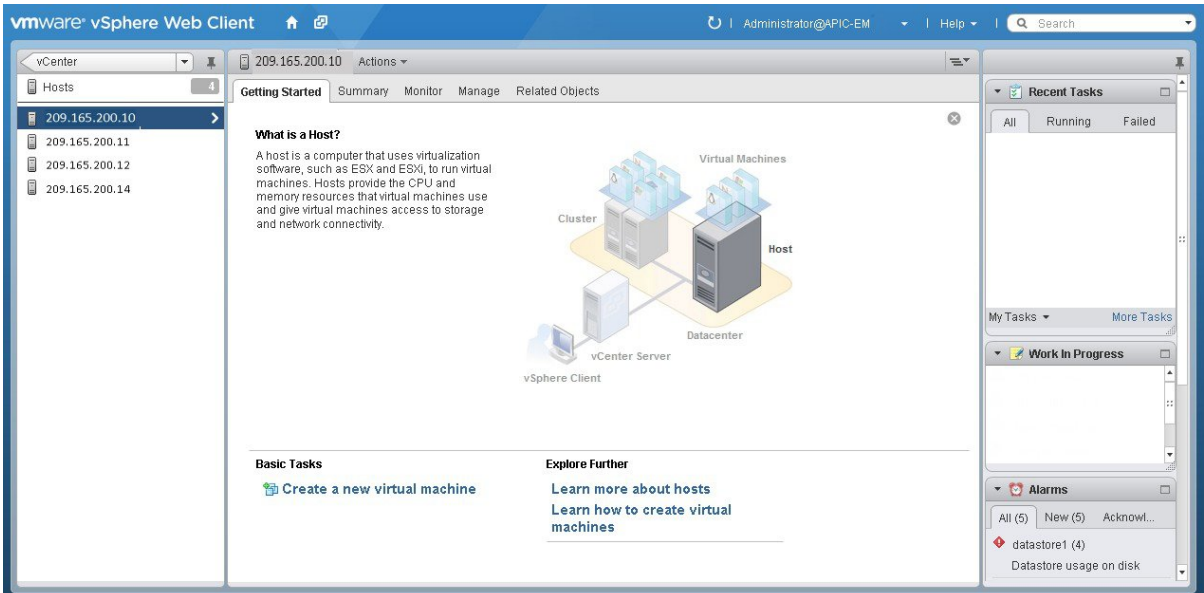 vmware® vSphere Web Client
Administrator@APIC-EM
Help
Search
vCenter
Hosts
4
209.165.200.10
209.165.200.11
209.165.200.12
209.165.200.14
209.165.200.10 Actions
Getting Started Summary Monitor Manage Related Objects
What is a Host?
A host is a computer that uses virtualization
software, such as ESX and ESXi, to run virtual
machines. Hosts provide the CPU and
memory resources that virtual machines use
and give virtual machines access to storage
and network connectivity.
Virtual Machines
Cluster
Host
Datacenter
vCenter Server
vSphere Client
Basic Tasks
Create a new virtual machine
Explore Further
Learn more about hosts
Learn how to create virtual
machines
Recent Tasks
All Running Failed
My Tasks More Tasks
Work In Progress
Alarms
All (5) New (5) Acknowl...
datastore1 (4)
Datastore usage on disk